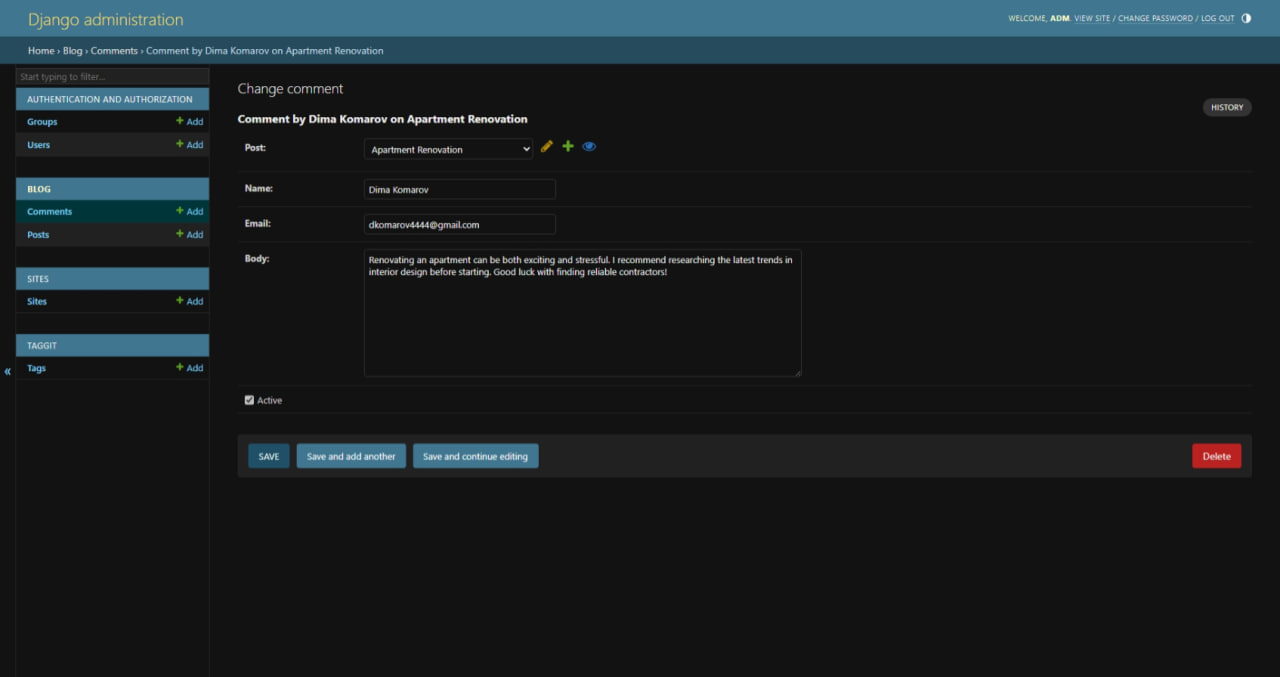 Django administration
WELCOME, ADM. VIEW SITE / CHANGE PASSWORD / LOG OUT
Home › Blog › Comments › Comment by Dima Komarov on Apartment Renovation
Start typing to filter...
AUTHENTICATION AND AUTHORIZATION
Groups + Add
Users + Add
BLOG
Comments + Add
Posts + Add
SITES
Sites + Add
TAGGIT
Tags + Add
«
Change comment
HISTORY
Comment by Dima Komarov on Apartment Renovation
Post: Apartment Renovation
Name: Dima Komarov
Email: dkomarov4444@gmail.com
Body: Renovating an apartment can be both exciting and stressful. I recommend researching the latest trends in
interior design before starting. Good luck with finding reliable contractors!
Active
SAVE Save and add another Save and continue editing Delete